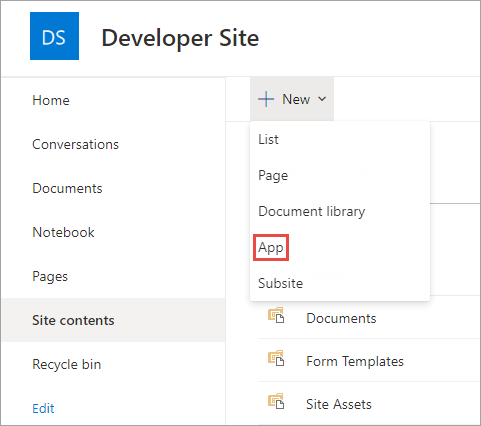 DS
Developer Site
Home
Conversations
Documents
Notebook
Pages
Site contents
Recycle bin
Edit
New
List
Page
Document library
App
Subsite
Documents
Form Templates
Site Assets